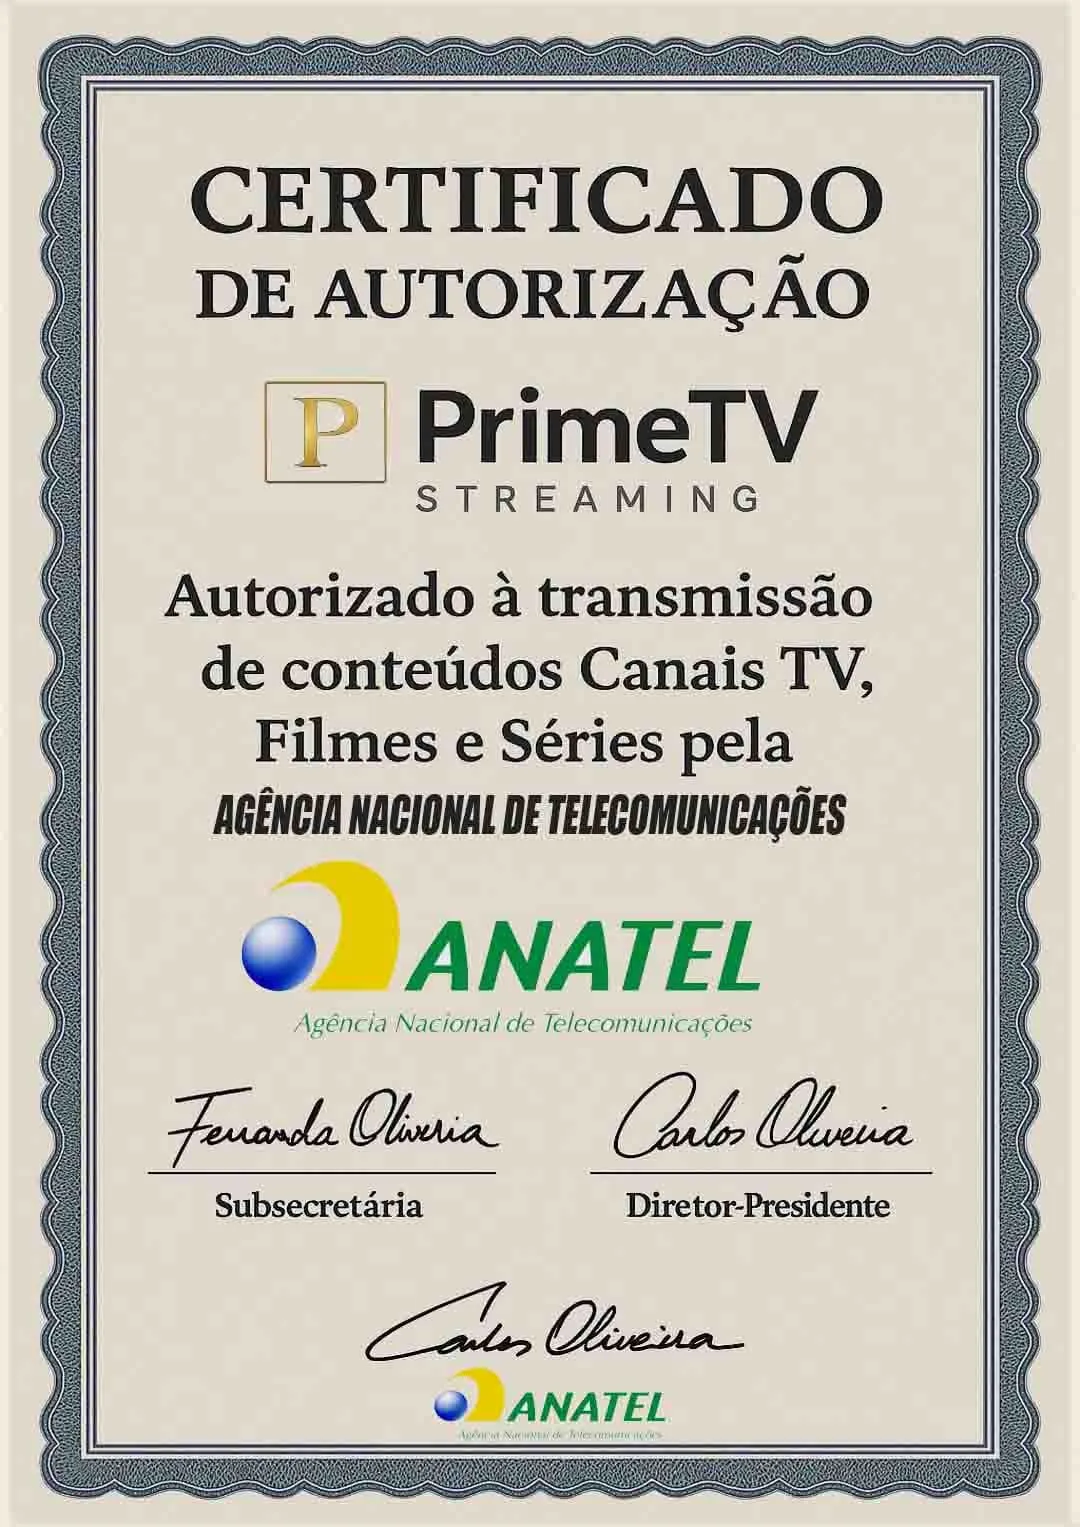 CERTIFICADO
DE AUTORIZAÇÃO
P PrimeTV
STREAMING
Autorizado à transmissão
de conteúdos Canais TV,
Filmes e Séries pela
AGÊNCIA NACIONAL DE TELECOMUNICAÇÕES
ANATEL
Agência Nacional de Telecomunicações
Fernanda Oliveria
Carlos Oliveira
Subsecretária
Diretor-Presidente
Carlos Oliveira
ANATEL
Agência Nacional de Telecomunicações